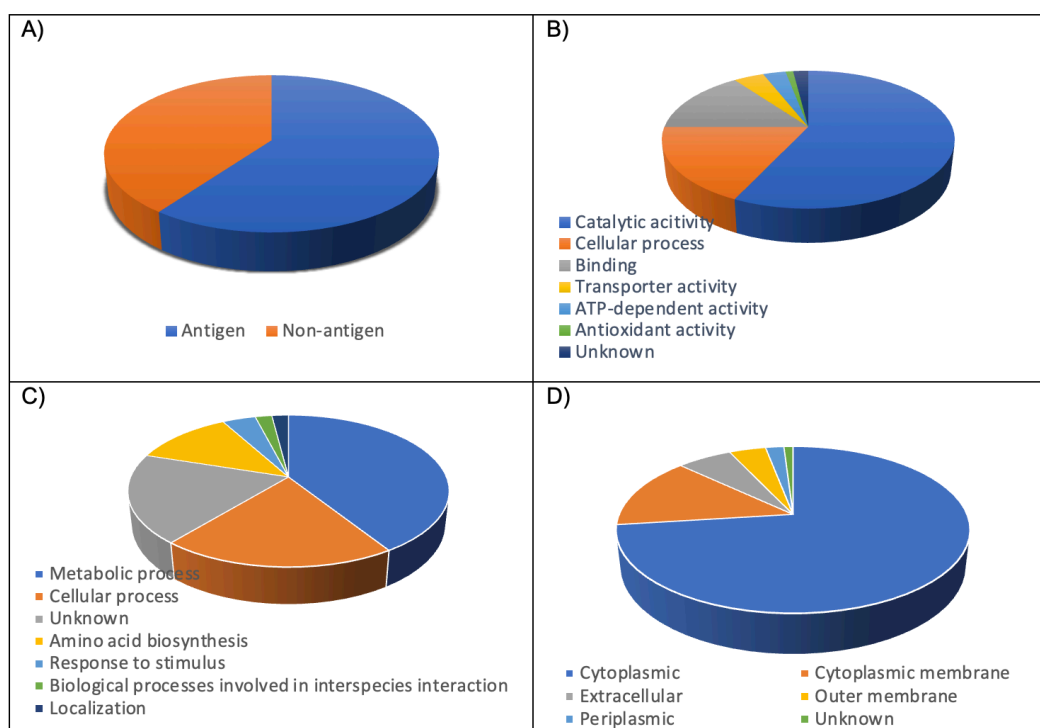 A)
Antigen Non-antigen
B)
Catalytic acitivity
Cellular process
Binding
Transporter activity
ATP-dependent activity
Antioxidant activity
Unknown
C)
Metabolic process
Cellular process
Unknown
Amino acid biosynthesis
Response to stimulus
Biological processes involved in interspecies interaction
Localization
D)
Cytoplasmic Cytoplasmic membrane
Extracellular Outer membrane
Periplasmic Unknown